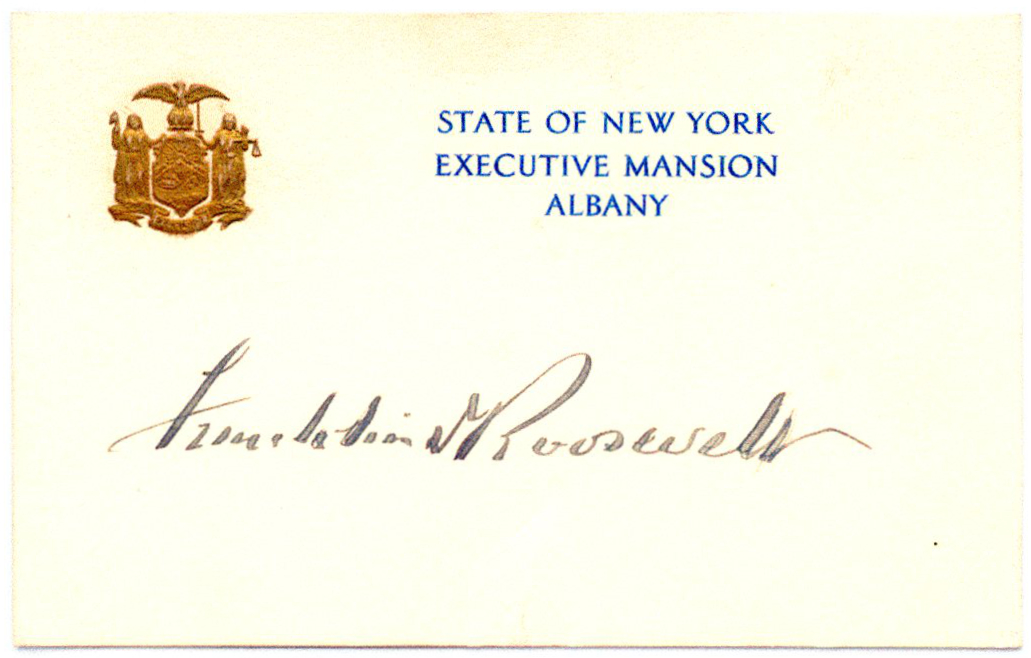 STATE OF NEW YORK
EXECUTIVE MANSION
ALBANY
Franklin D Roosevelt